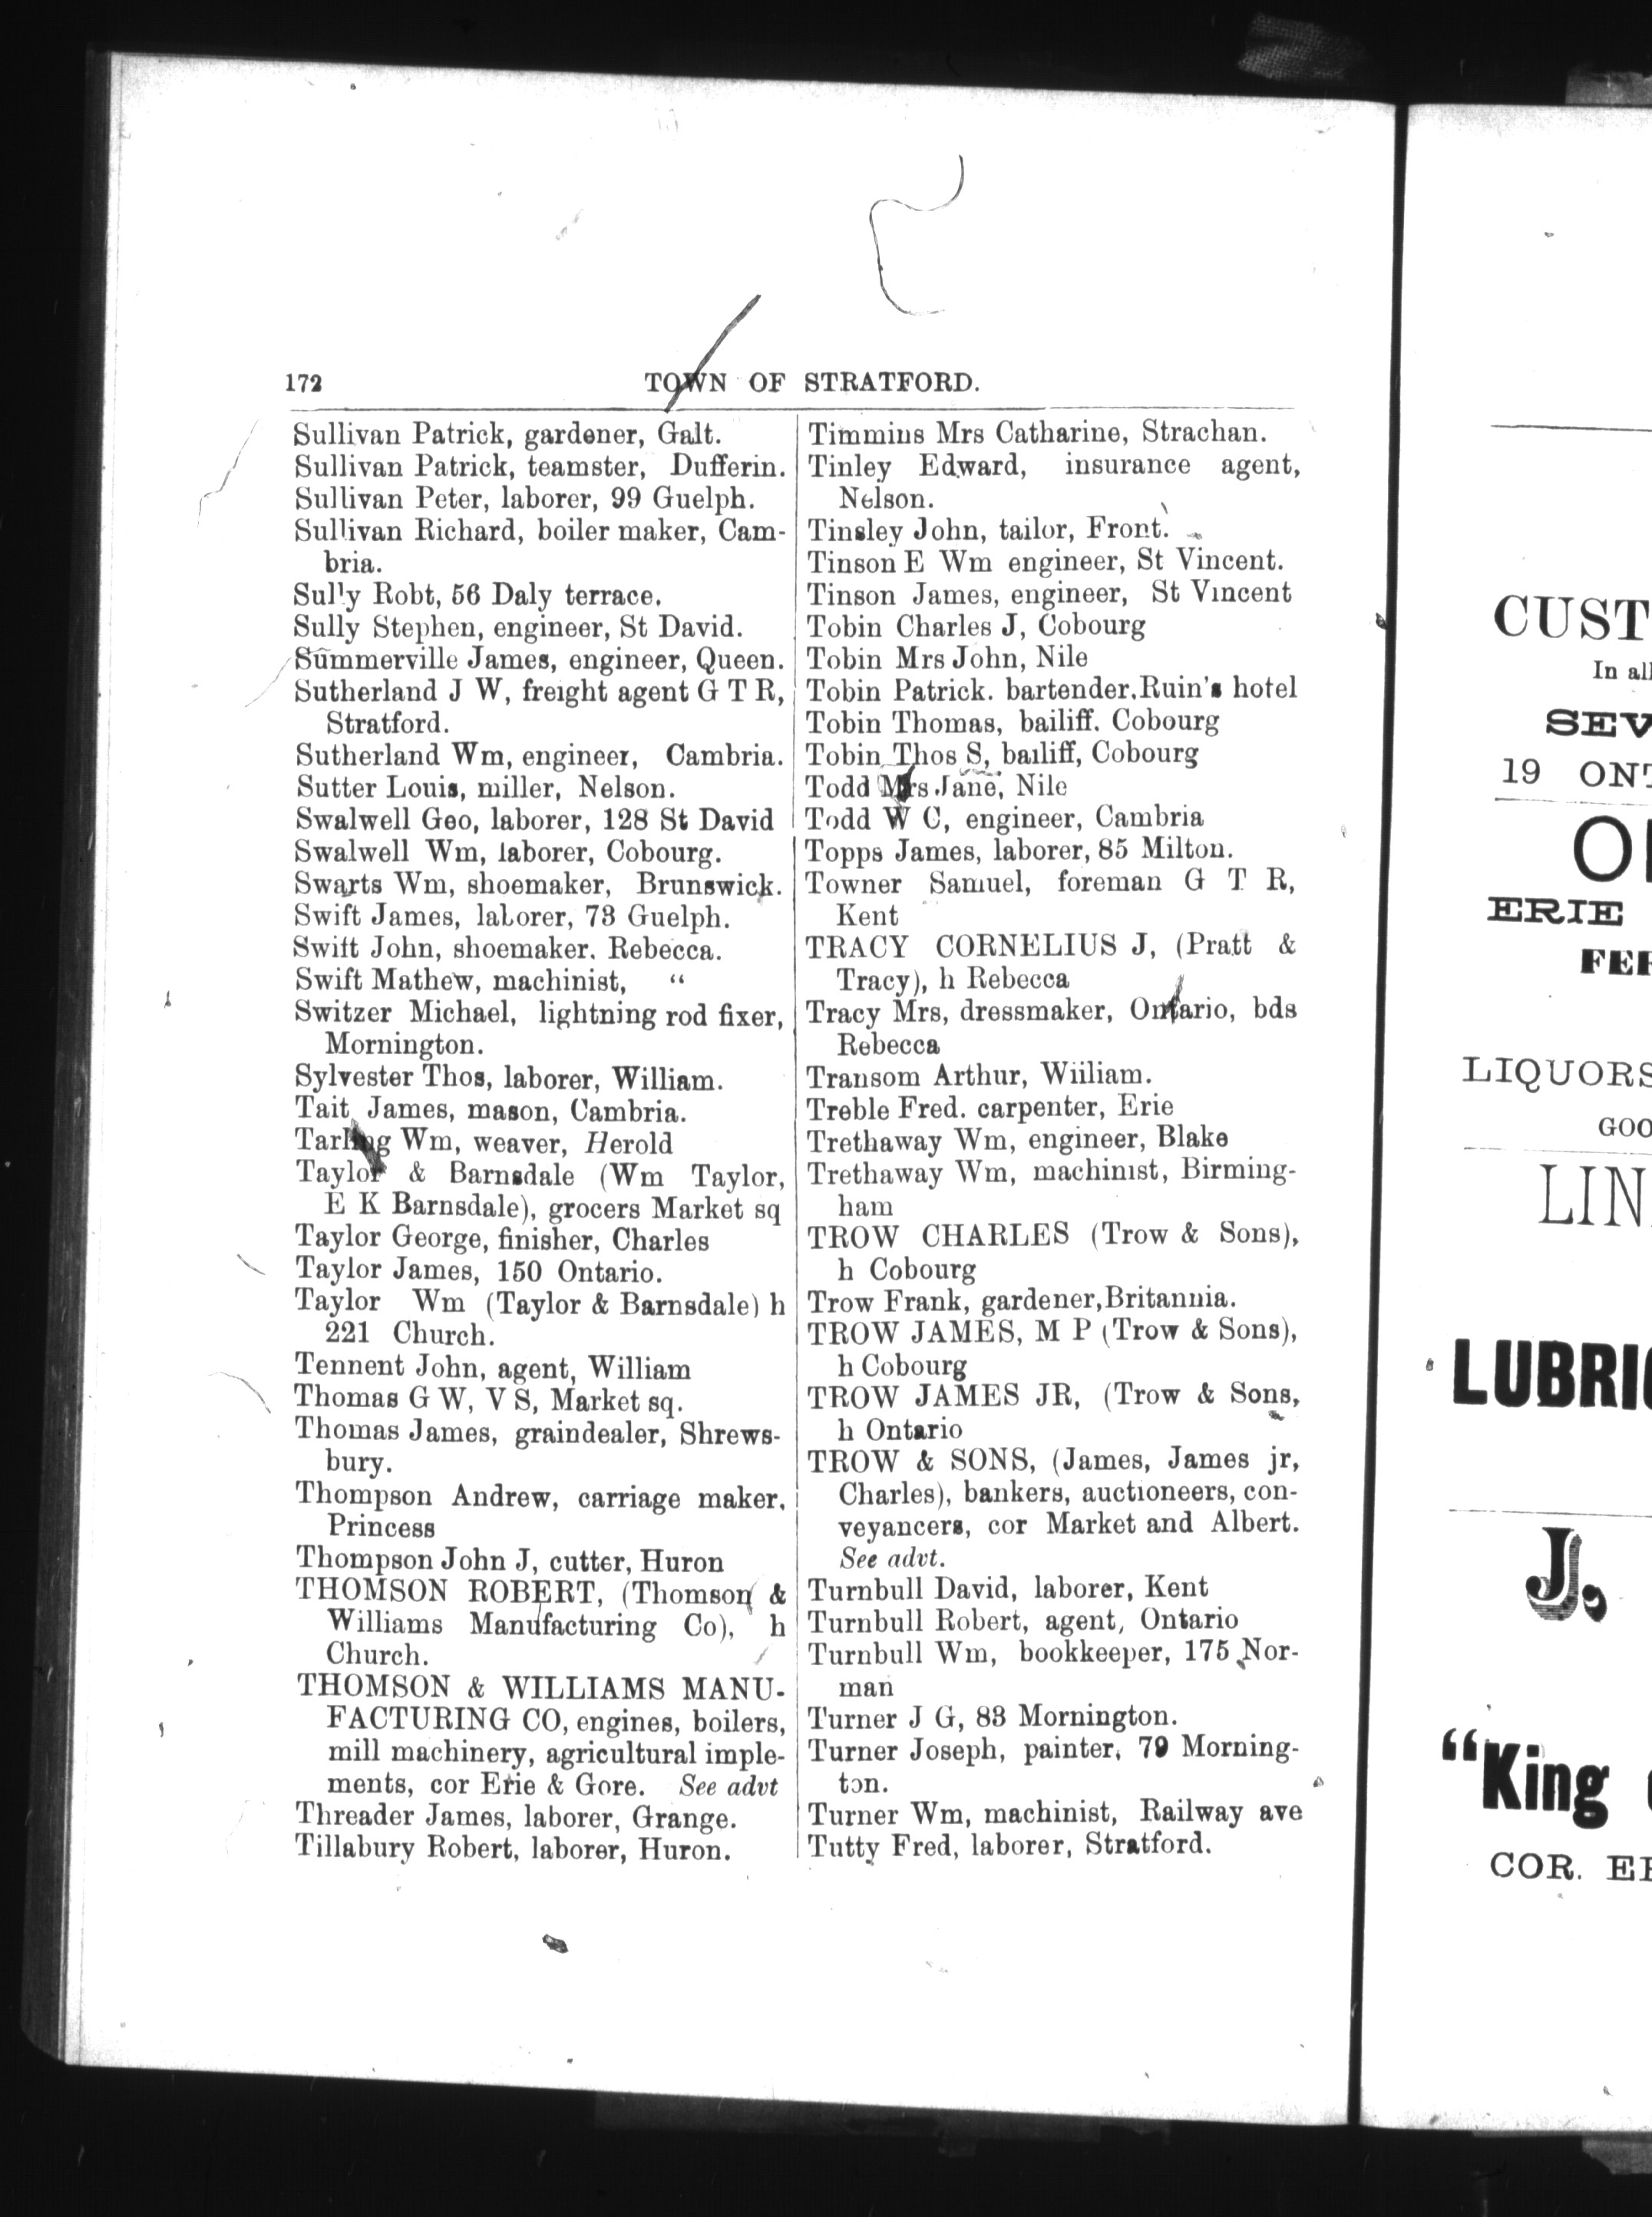 172
TOWN OF STRATFORD.
Sullivan Patrick, gardener, Galt.
Sullivan Patrick, teamster, Dufferin.
Sullivan Peter, laborer, 99 Guelph.
Sullivan Richard, boiler maker, Cam-
bria.
Sully Robt, 56 Daly terrace.
Sully Stephen, engineer, St David.
Summerville James, engineer, Queen.
Sutherland J W, freight agent G T R,
Stratford.
Sutherland Wm, engineer, Cambria.
Sutter Louis, miller, Nelson.
Swalwell Geo, laborer, 128 St David
Swalwell Wm, laborer, Cobourg.
Swarts Wm, shoemaker, Brunswick.
Swift James, laborer, 73 Guelph.
Swift John, shoemaker. Rebecca.
Swift Mathew, machinist, "
Switzer Michael, lightning rod fixer,
Mornington.
Sylvester Thos, laborer, William.
Tait James, mason, Cambria.
Tarling Wm, weaver, Herold
Taylor & Barnsdale (Wm Taylor,
E K Barnsdale), grocers Market sq
Taylor George, finisher, Charles
Taylor James, 150 Ontario.
Taylor Wm (Taylor & Barnsdale) h
221 Church.
Tennent John, agent, William
Thomas G W, V S, Market sq.
Thomas James, graindealer, Shrews-
bury.
Thompson Andrew, carriage maker,
Princess
Thompson John J, cutter, Huron
THOMSON ROBERT, (Thomson &
Williams Manufacturing Co), h
Church.
THOMSON & WILLIAMS MANU-
FACTURING CO, engines, boilers,
mill machinery, agricultural imple-
ments, cor Erie & Gore. See advt
Threader James, laborer, Grange.
Tillabury Robert, laborer, Huron.
Timmins Mrs Catharine, Strachan.
Tinley Edward, insurance agent,
Nelson.
Tinsley John, tailor, Front.
Tinson E Wm engineer, St Vincent.
Tinson James, engineer, St Vincent
Tobin Charles J, Cobourg
Tobin Mrs John, Nile
Tobin Patrick. bartender,Ruin's hotel
Tobin Thomas, bailiff. Cobourg
Tobin Thos S, bailiff, Cobourg
Todd Mrs Jane, Nile
Todd W C, engineer, Cambria
Topps James, laborer, 85 Milton.
Towner Samuel, foreman G T R,
Kent
TRACY CORNELIUS J, (Pratt &
Tracy), h Rebecca
Tracy Mrs, dressmaker, Ontario, bds
Rebecca
Transom Arthur, William.
Treble Fred. carpenter, Erie
Trethaway Wm, engineer, Blake
Trethaway Wm, machinist, Birming-
ham
TROW CHARLES (Trow & Sons),
h Cobourg
Trow Frank, gardener,Britannia.
TROW JAMES, M P (Trow & Sons),
h Cobourg
TROW JAMES JR, (Trow & Sons,
h Ontario
TROW & SONS, (James, James jr,
Charles), bankers, auctioneers, con-
veyancers, cor Market and Albert.
See advt.
Turnbull David, laborer, Kent
Turnbull Robert, agent, Ontario
Turnbull Wm, bookkeeper, 175 Nor-
man
Turner J G, 83 Mornington.
Turner Joseph, painter, 79 Morning-
ton.
Turner Wm, machinist, Railway ave
Tutty Fred, laborer, Stratford.
CUST
In all
SEV
19 ONT
ERIE
LIQUORS
GOO
LIN
LUBRI
J.
"King
COR.